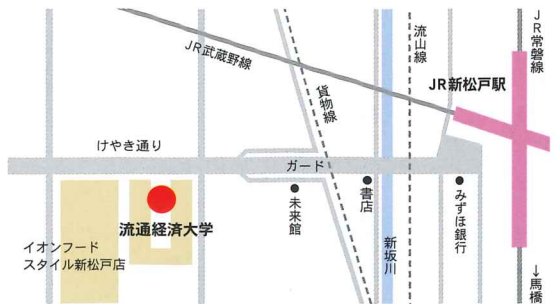 JR武蔵野線
貨物線
流山線
JR常磐線
JR新松戸駅
けやき通り
ガード
未来館
書店
新坂川
みずほ銀行
流通経済大学
イオンフード
スタイル新松戸店
↓馬橋